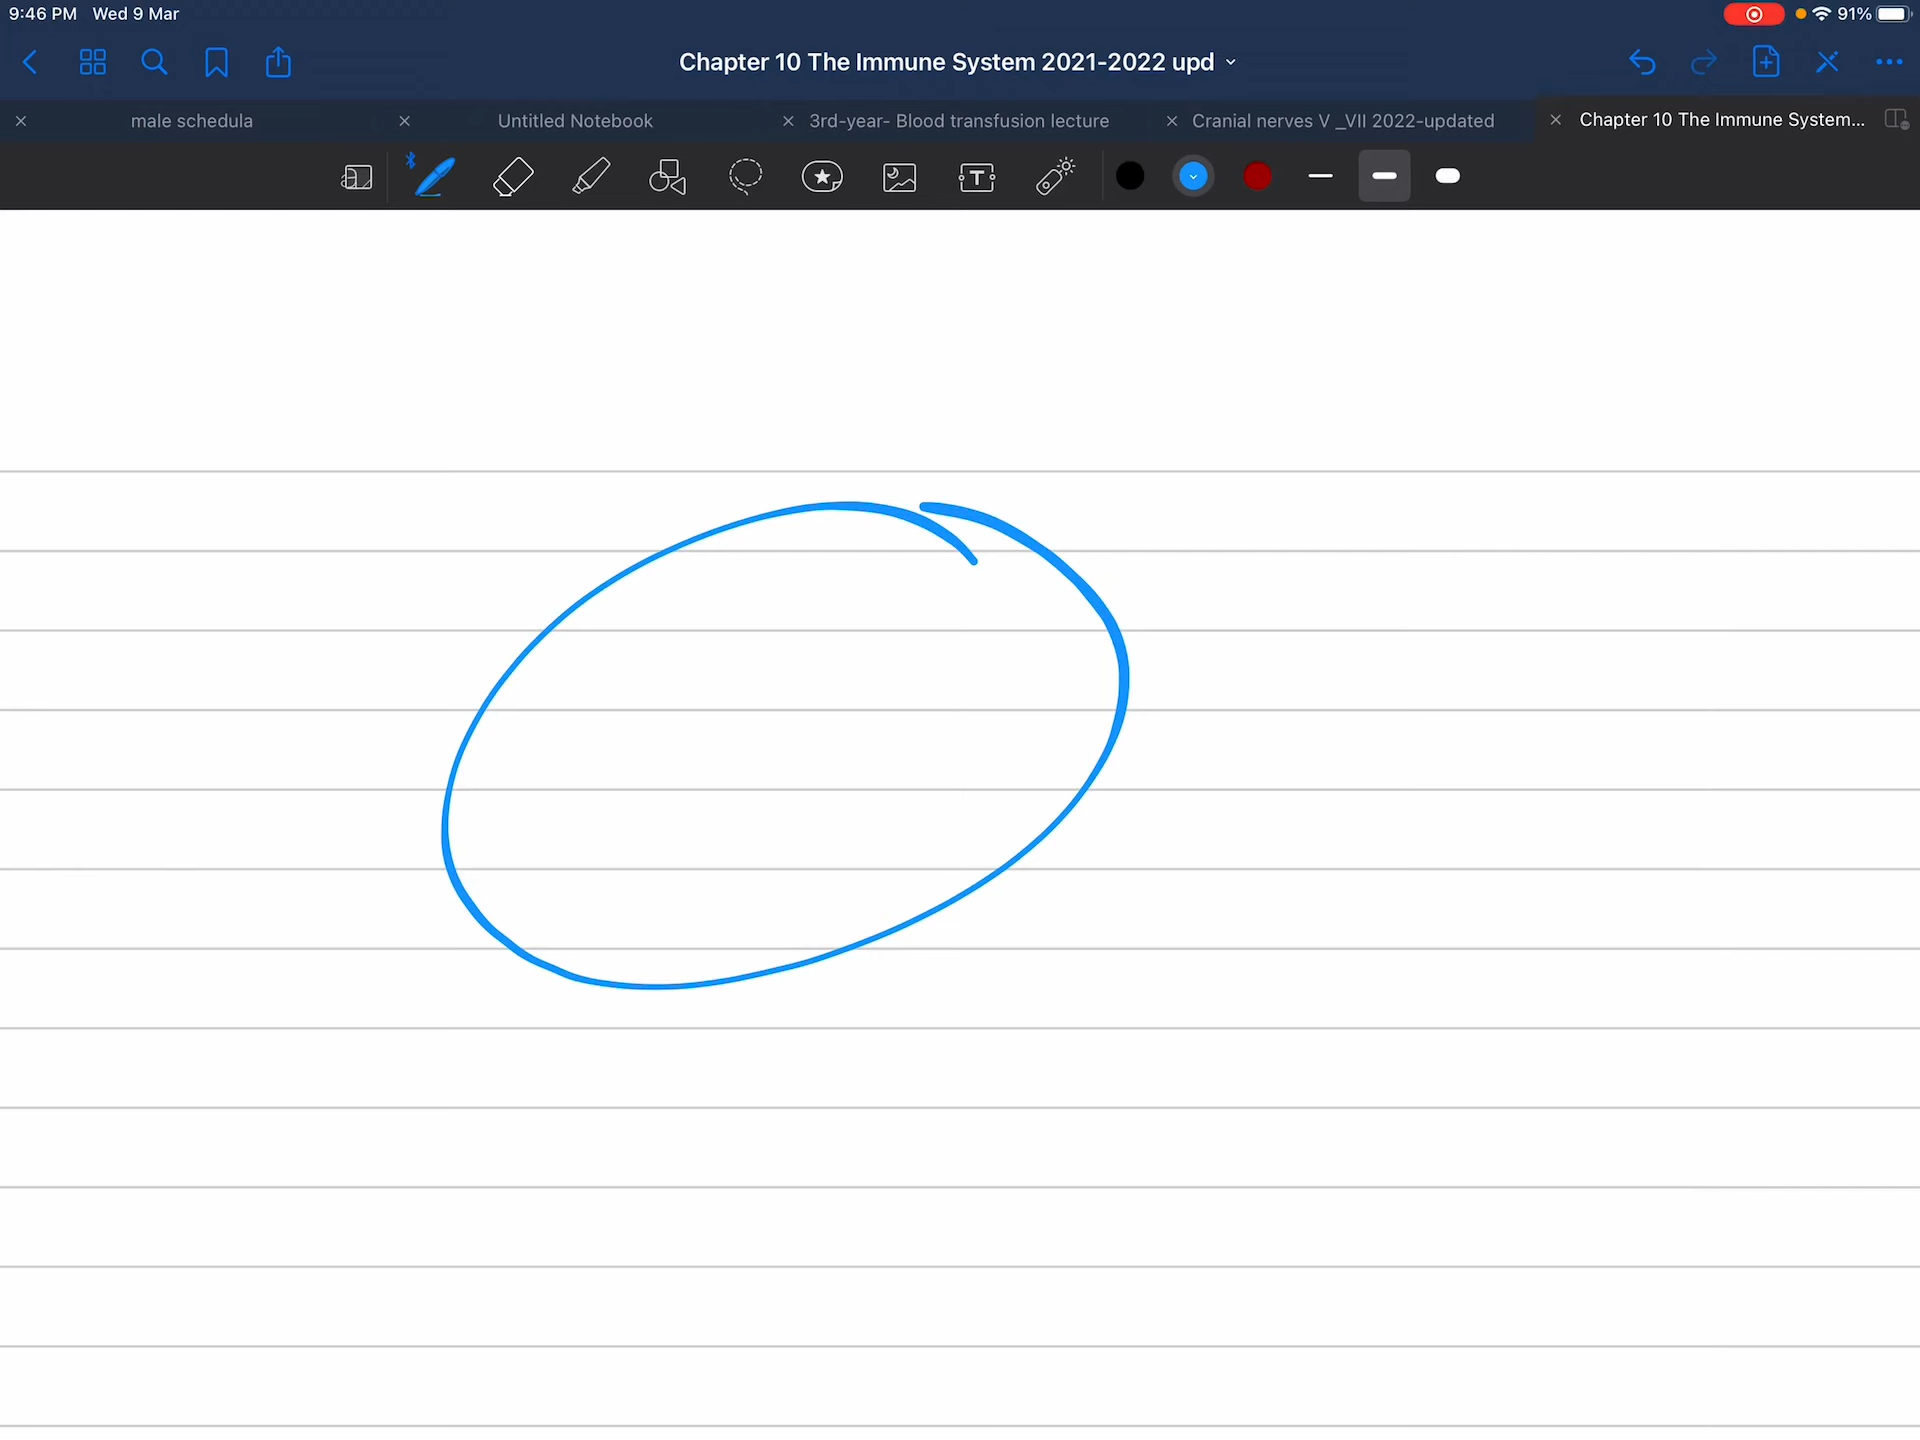 9:46 PM Wed 9 Mar
91%
Chapter 10 The Immune System 2021-2022 upd
male schedula
Untitled Notebook
3rd-year- Blood transfusion lecture
Cranial nerves V _VII 2022-updated
Chapter 10 The Immune System...